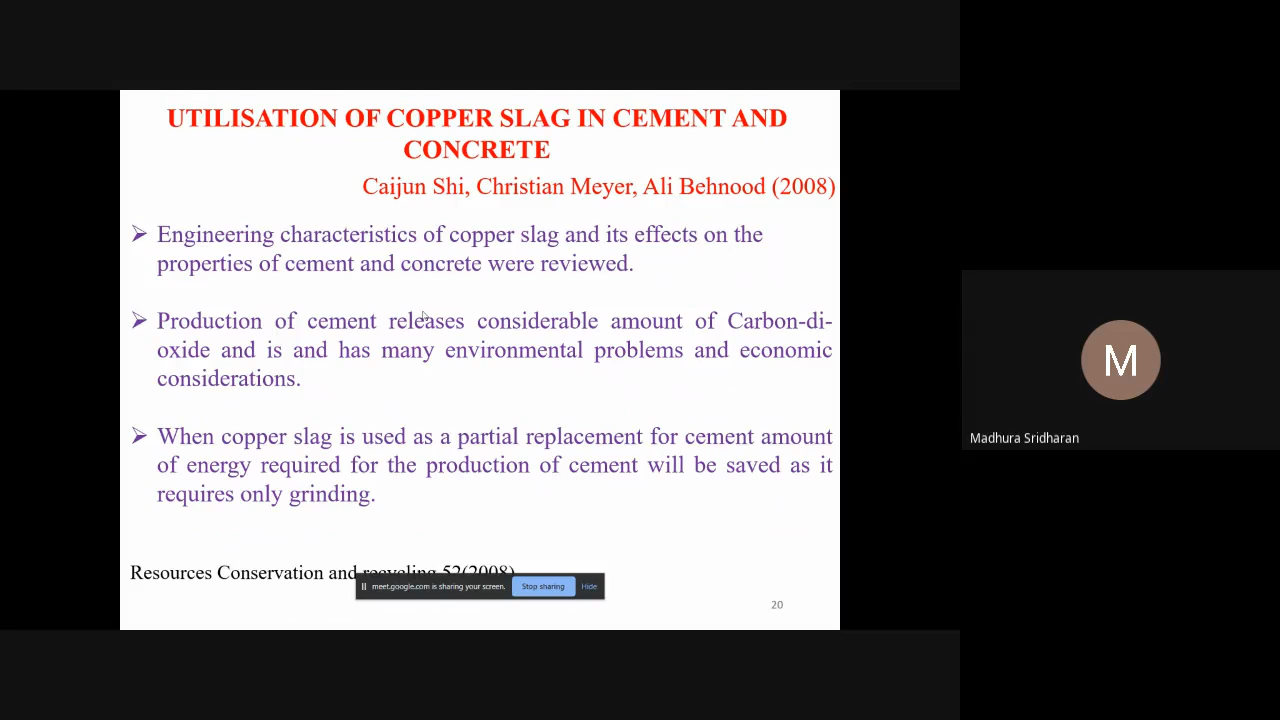 UTILISATION OF COPPER SLAG IN CEMENT AND
CONCRETE
Caijun Shi, Christian Meyer, Ali Behnood (2008)
Engineering characteristics of copper slag and its effects on the
properties of cement and concrete were reviewed.
Production of cement releases considerable amount of Carbon-di-
oxide and is and has many environmental problems and economic
considerations.
When copper slag is used as a partial replacement for cement amount
of energy required for the production of cement will be saved as it
requires only grinding.
Resources Conservation and recycling 52(2008)
meet.google.com is sharing your screen. Stop sharing Hide
20
M
Madhura Sridharan